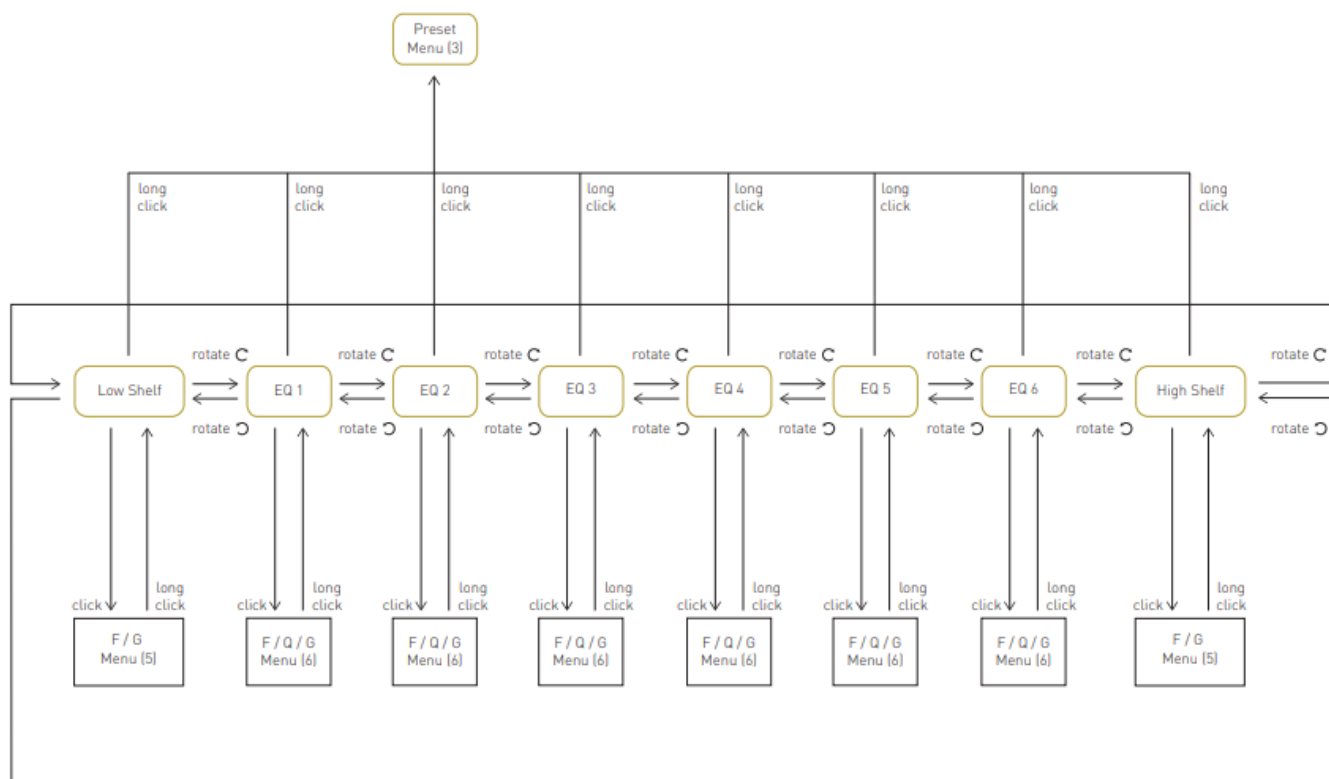 Preset
Menu (3)
long
click
long
click
long
click
long
click
long
click
long
click
long
click
long
click
rotate
rotate
rotate
rotate
rotate
rotate
rotate
rotate
Low Shelf
EQ 1
EQ 2
EQ 3
EQ 4
EQ 5
EQ 6
High Shelf
rotate
rotate
rotate
rotate
rotate
rotate
rotate
rotate
click
long
click
click
long
click
click
long
click
click
long
click
click
long
click
click
long
click
click
long
click
click
long
click
F / G
Menu (5)
F / Q / G
Menu (6)
F / Q / G
Menu (6)
F / Q / G
Menu (6)
F / Q / G
Menu (6)
F / Q / G
Menu (6)
F / Q / G
Menu (6)
F / G
Menu (5)